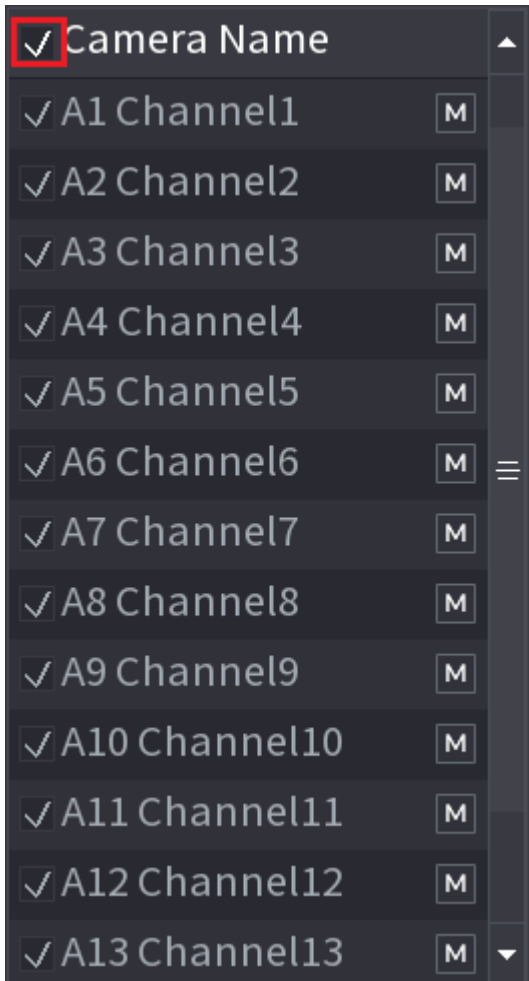 Camera Name
A1 Channel1 M
A2 Channel2 M
A3 Channel3 M
A4 Channel4 M
A5 Channel5 M
A6 Channel6 M
A7 Channel7 M
A8 Channel8 M
A9 Channel9 M
A10 Channel10 M
A11 Channel11 M
A12 Channel12 M
A13 Channel13 M